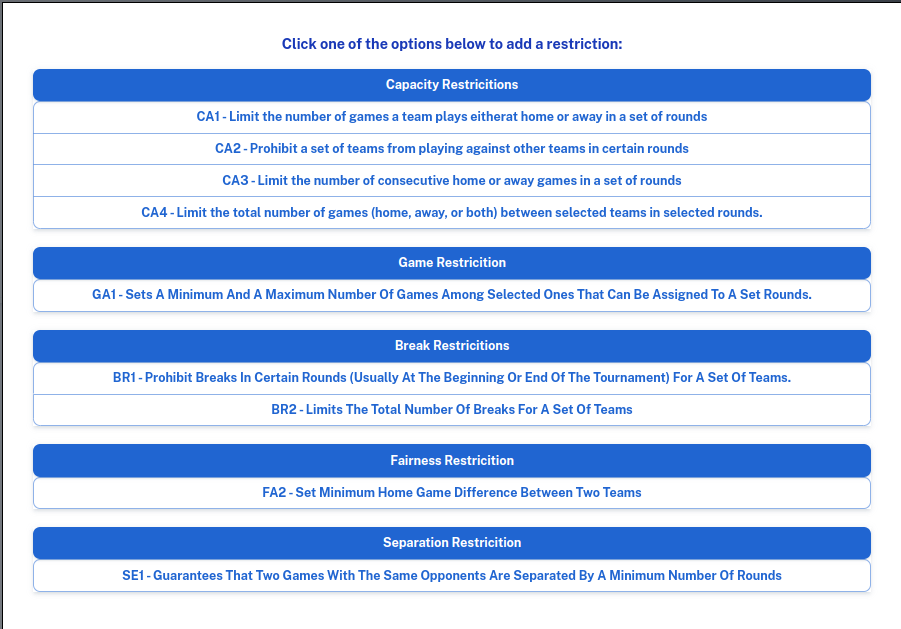 Click one of the options below to add a restriction:
Capacity Restricitions
CA1 - Limit the number of games a team plays eitherat home or away in a set of rounds
CA2 - Prohibit a set of teams from playing against other teams in certain rounds
CA3 - Limit the number of consecutive home or away games in a set of rounds
CA4 - Limit the total number of games (home, away, or both) between selected teams in selected rounds.
Game Restricition
GA1 - Sets A Minimum And A Maximum Number Of Games Among Selected Ones That Can Be Assigned To A Set Rounds.
Break Restricitions
BR1 - Prohibit Breaks In Certain Rounds (Usually At The Beginning Or End Of The Tournament) For A Set Of Teams.
BR2 - Limits The Total Number Of Breaks For A Set Of Teams
Fairness Restricition
FA2 - Set Minimum Home Game Difference Between Two Teams
Separation Restricition
SE1 - Guarantees That Two Games With The Same Opponents Are Separated By A Minimum Number Of Rounds